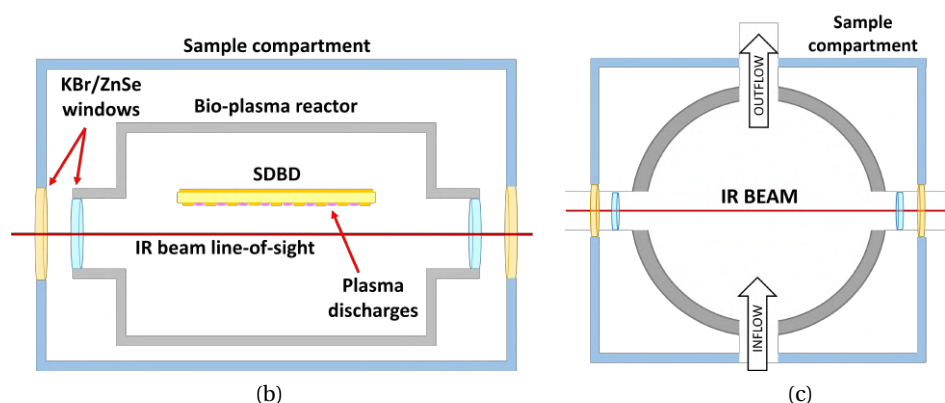 Sample compartment
KBr/ZnSe
windows
Bio-plasma reactor
SDBD
IR beam line-of-sight
Plasma
discharges
(b)
OUTFLOW
Sample
compartment
IR BEAM
INFLOW
(c)